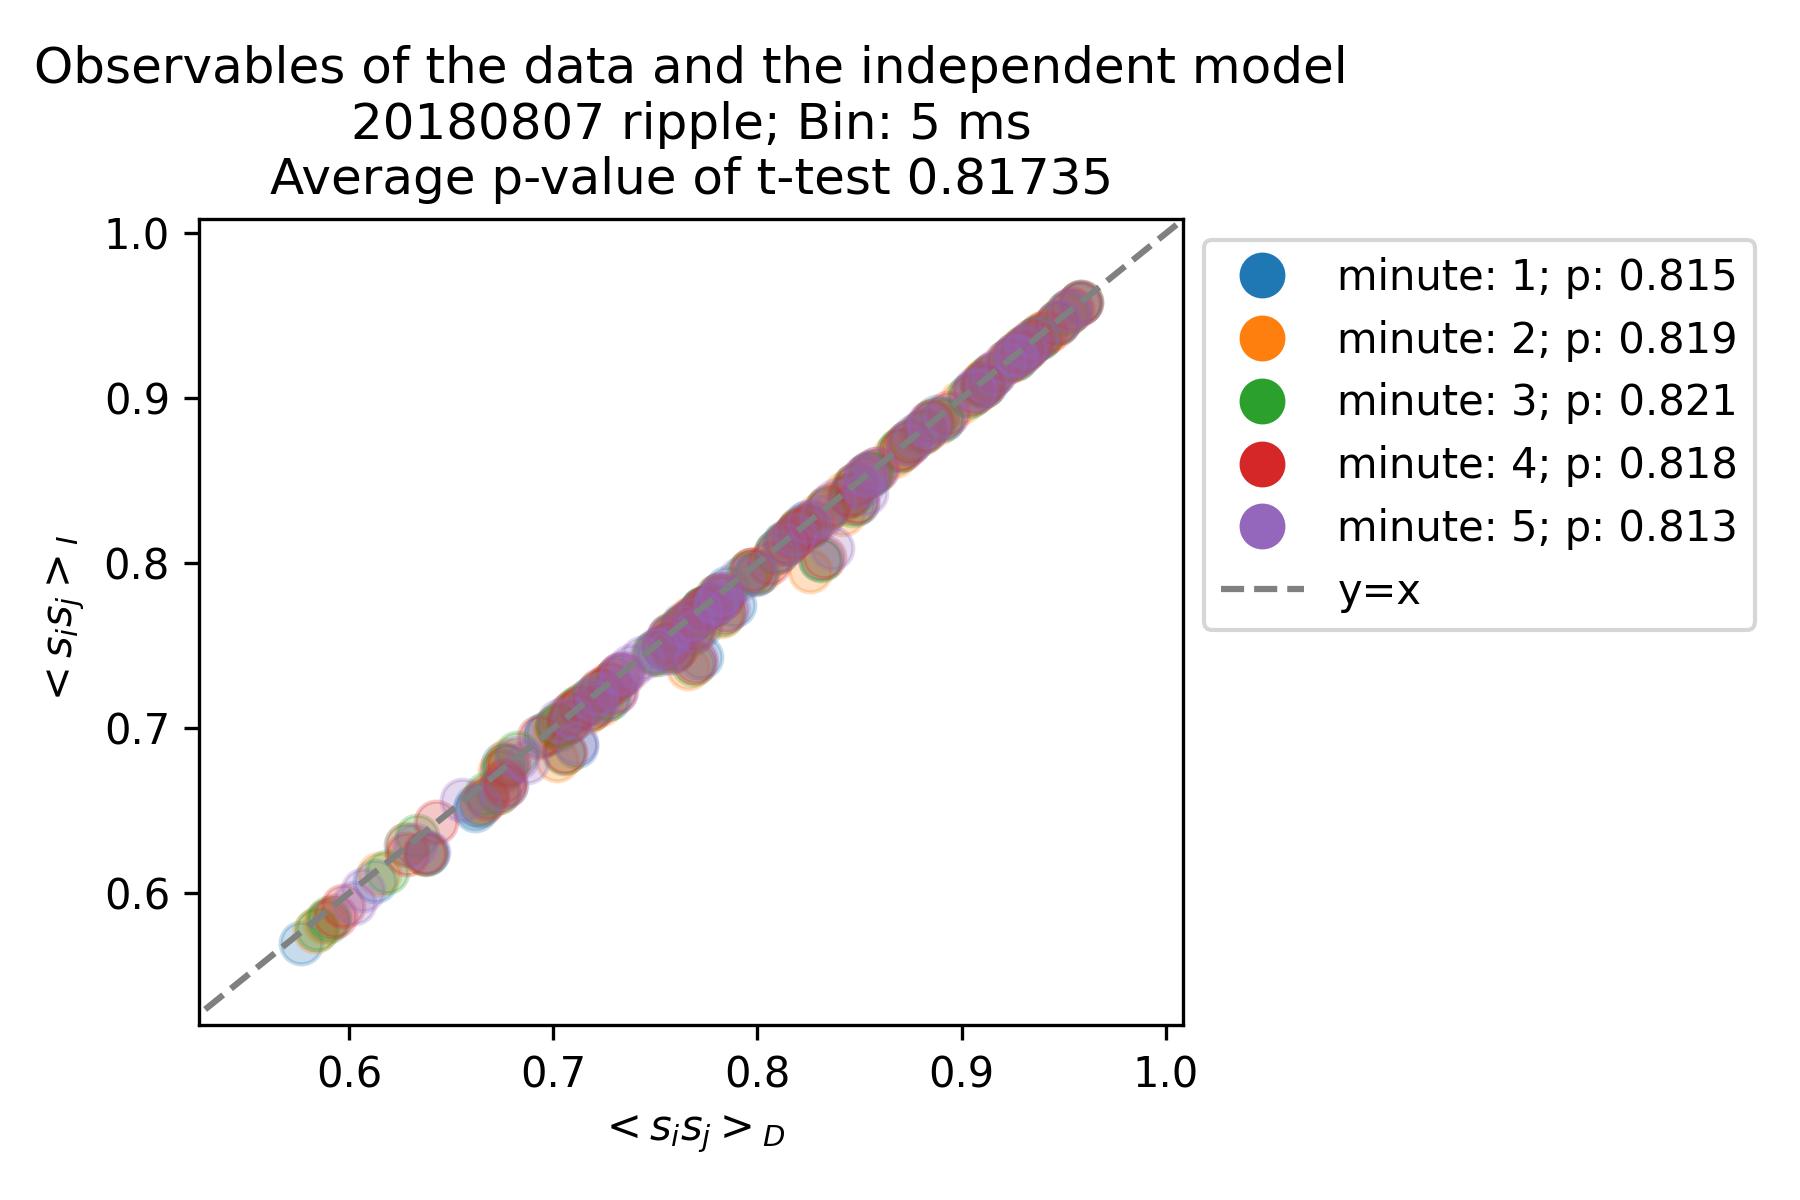 Observables of the data and the independent model
20180807 ripple; Bin: 5 ms
Average p-value of t-test 0.81735
1.0
0.9
0.8
0.7
0.6
< s_i s_j >_I
0.6 0.7 0.8 0.9 1.0
< s_i s_j >_D
minute: 1; p: 0.815
minute: 2; p: 0.819
minute: 3; p: 0.821
minute: 4; p: 0.818
minute: 5; p: 0.813
y=x